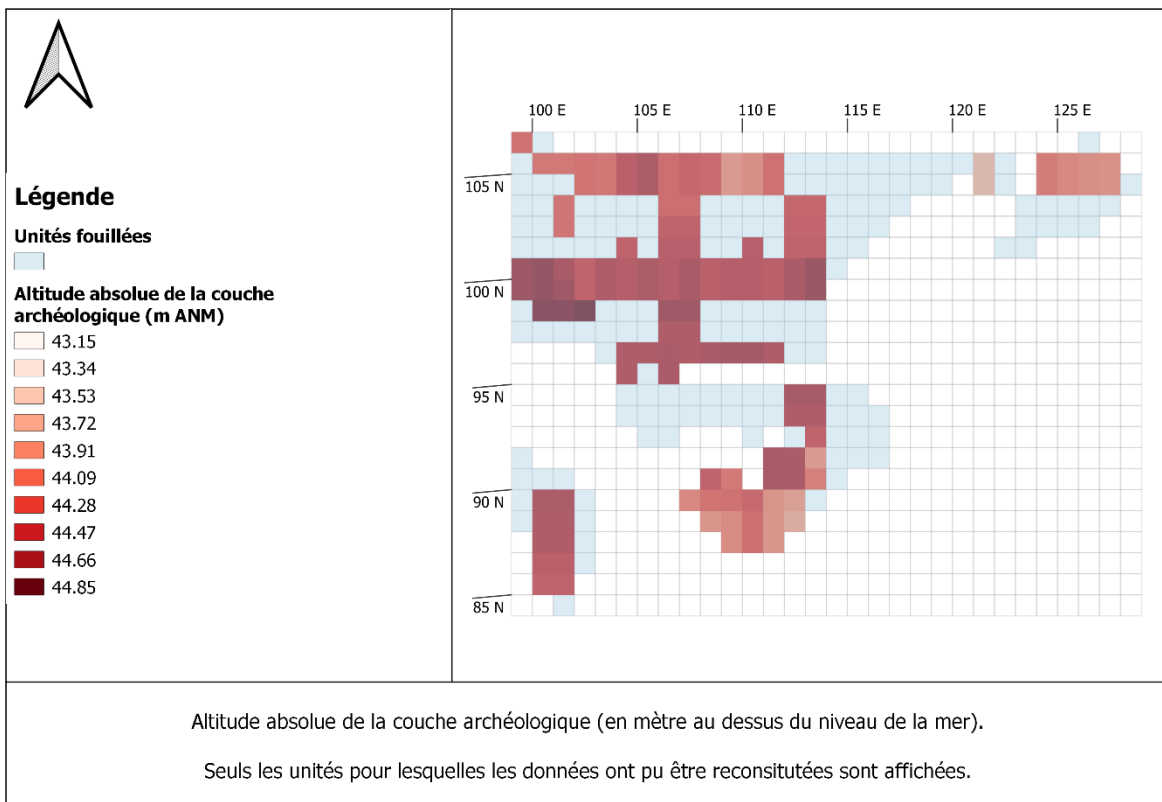 Légende
Unités fouillées
Altitude absolue de la couche
archéologique (m ANM)
43.15
43.34
43.53
43.72
43.91
44.09
44.28
44.47
44.66
44.85
100 E
105 E
110 E
115 E
120 E
125 E
105 N
100 N
95 N
90 N
85 N
Altitude absolue de la couche archéologique (en mètre au dessus du niveau de la mer).
Seuls les unités pour lesquelles les données ont pu être reconsitutées sont affichées.